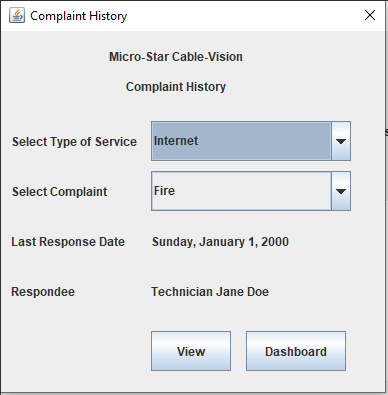 Complaint History
Micro-Star Cable-Vision
Complaint History
Select Type of Service Internet
Select Complaint Fire
Last Response Date Sunday, January 1, 2000
Respondee Technician Jane Doe
View Dashboard